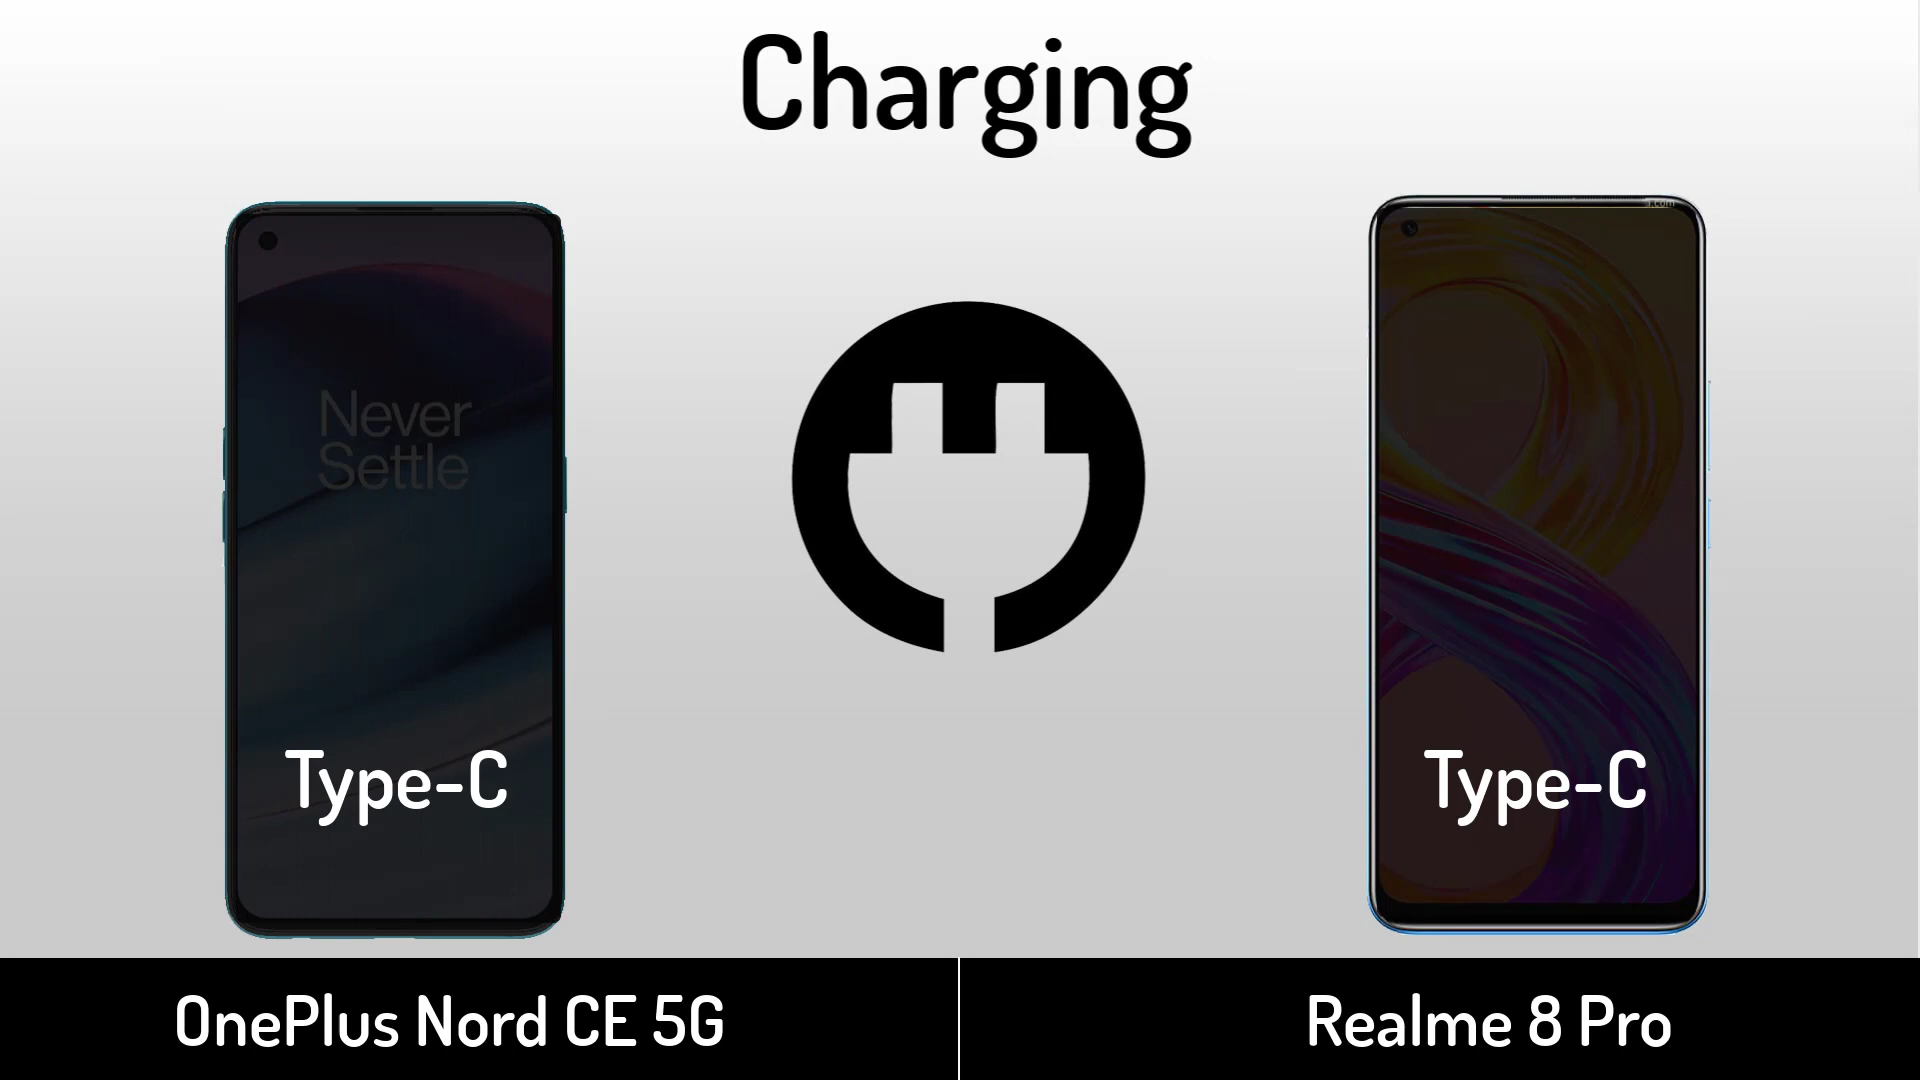 Charging
Never
Settle
Type-C
Type-C
OnePlus Nord CE 5G
Realme 8 Pro